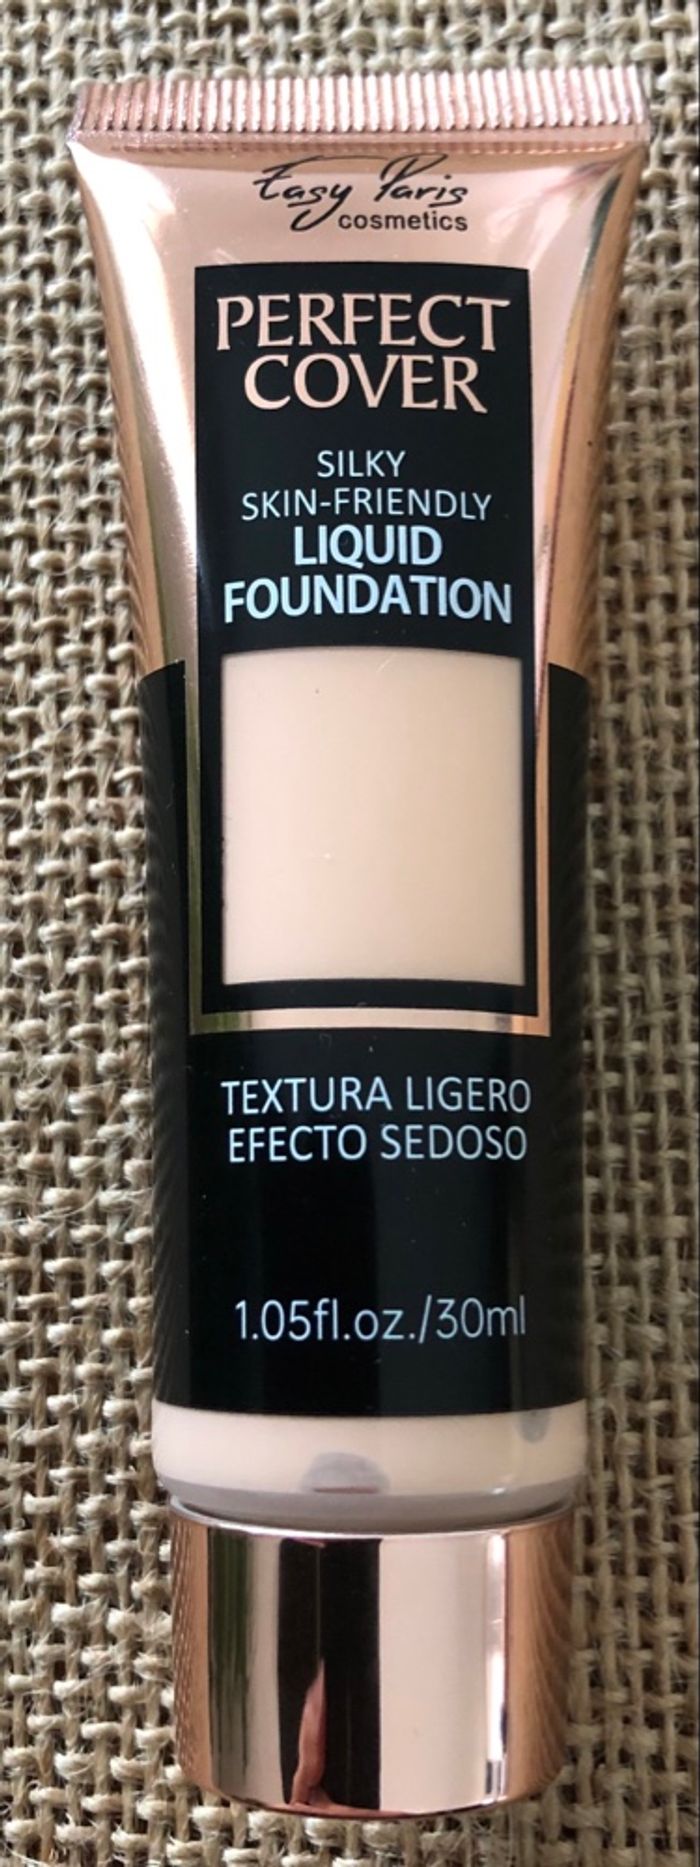 Easy Paris
cosmetics
PERFECT
COVER
SILKY
SKIN-FRIENDLY
LIQUID
FOUNDATION
TEXTURA LIGERO
EFECTO SEDOSO
1.05fl.oz./30ml